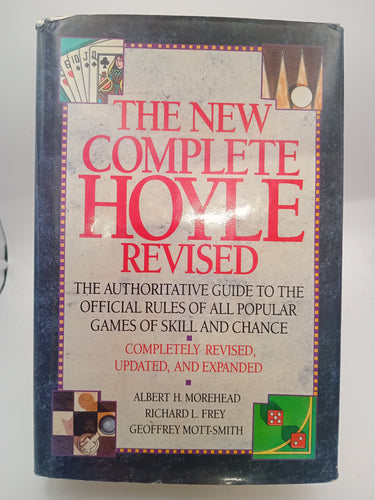 THE NEW
COMPLETE
HOYLE
REVISED
THE AUTHORITATIVE GUIDE TO THE
OFFICIAL RULES OF ALL POPULAR
GAMES OF SKILL AND CHANCE
COMPLETELY REVISED,
UPDATED, AND EXPANDED
ALBERT H. MOREHEAD
RICHARD L. FREY
GEOFFREY MOTT-SMITH